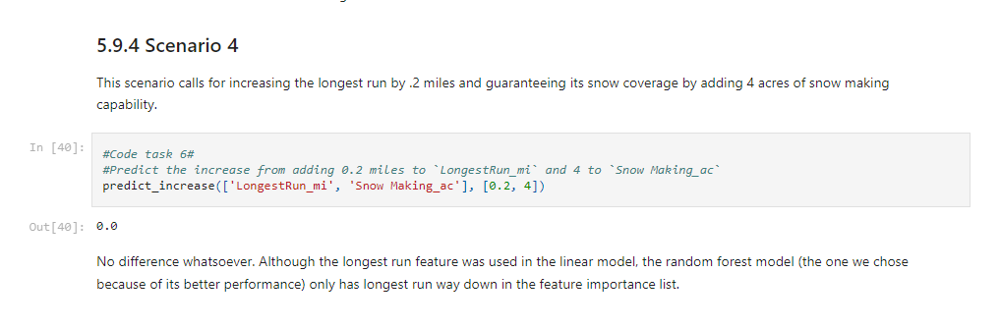 5.9.4 Scenario 4
This scenario calls for increasing the longest run by .2 miles and guaranteeing its snow coverage by adding 4 acres of snow making
capability.
In [40]:
#Code task 6#
#Predict the increase from adding 0.2 miles to `LongestRun_mi` and 4 to `Snow Making_ac`
predict_increase(['LongestRun_mi', 'Snow Making_ac'], [0.2, 4])
Out[40]: 0.0
No difference whatsoever. Although the longest run feature was used in the linear model, the random forest model (the one we chose
because of its better performance) only has longest run way down in the feature importance list.